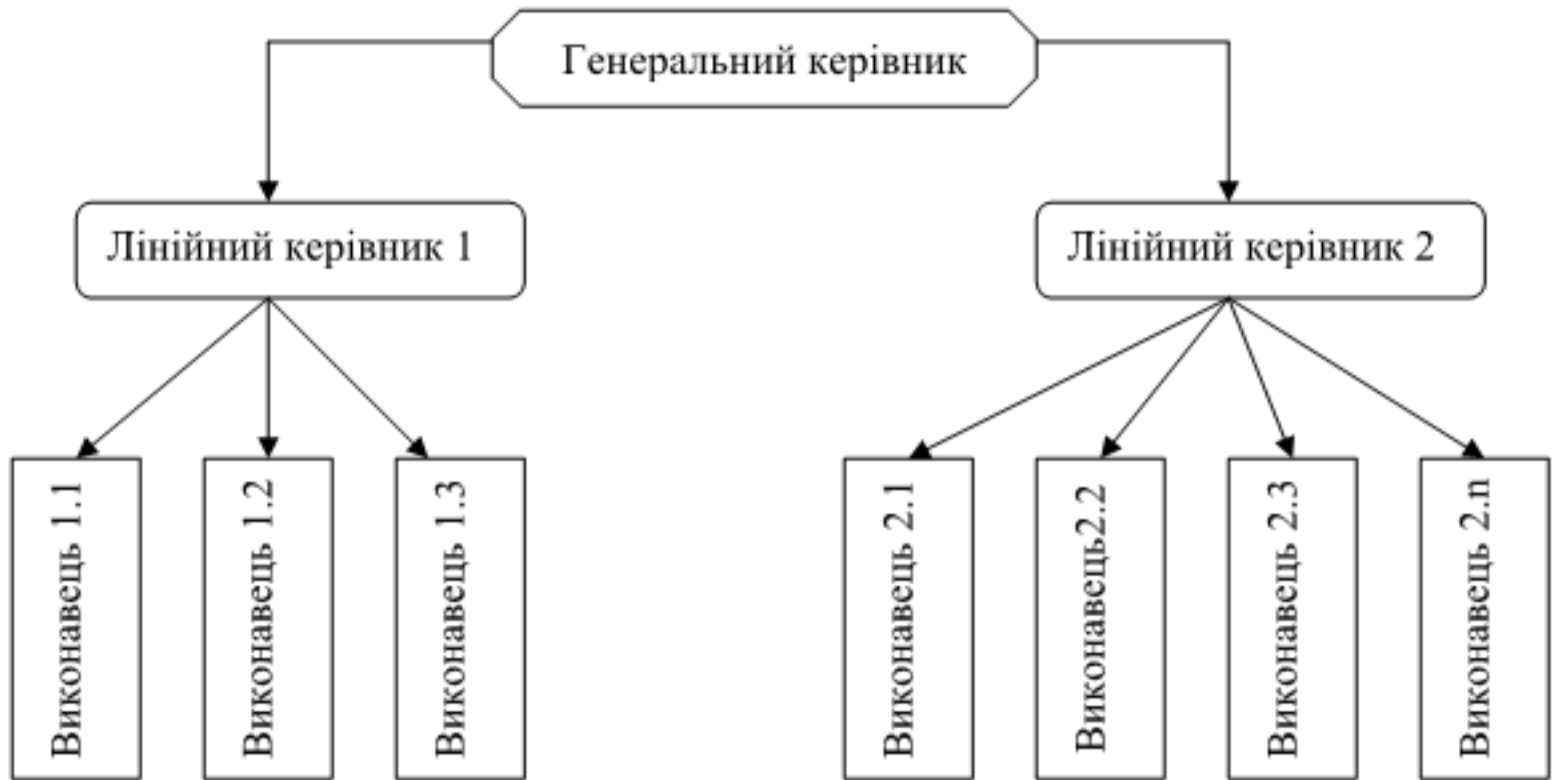 Генеральний керівник
Лінійний керівник 1
Лінійний керівник 2
Виконавець 1.1
Виконавець 1.2
Виконавець 1.3
Виконавець 2.1
Виконавець2.2
Виконавець 2.3
Виконавець 2.n